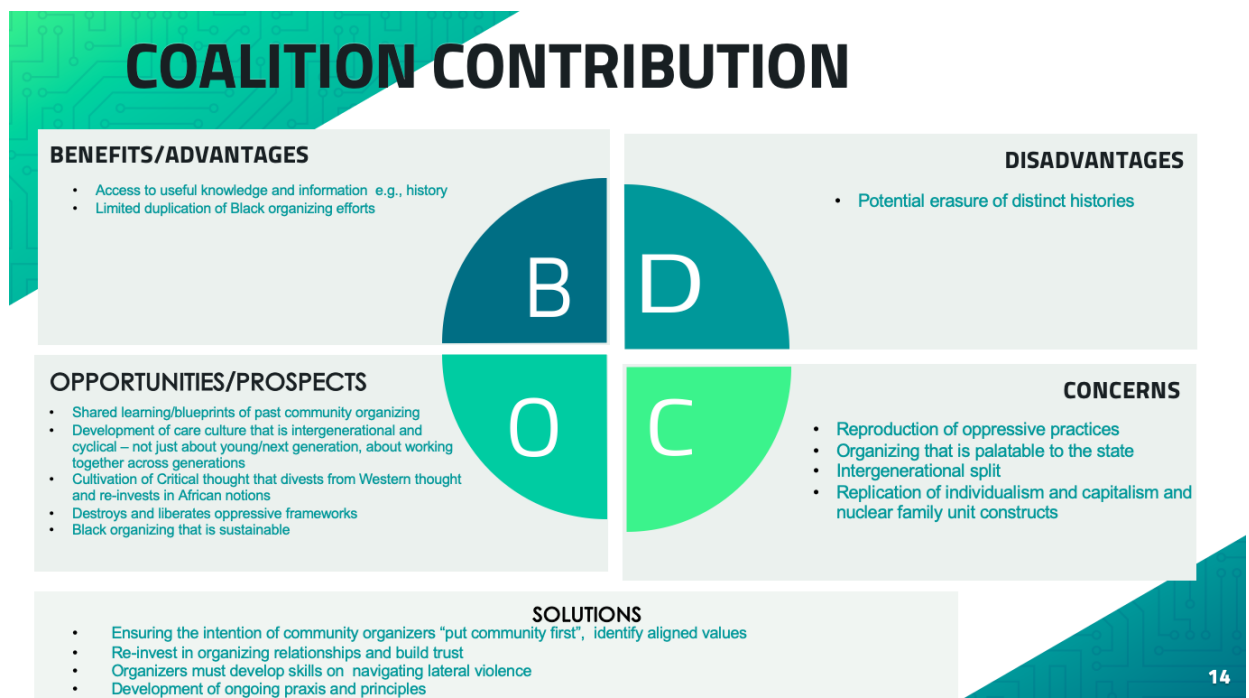 COALITION CONTRIBUTION
BENEFITS/ADVANTAGES
• Access to useful knowledge and information e.g., history
• Limited duplication of Black organizing efforts
B
DISADVANTAGES
• Potential erasure of distinct histories
D
OPPORTUNITIES/PROSPECTS
• Shared learning/blueprints of past community organizing
• Development of care culture that is intergenerational and
cyclical – not just about young/next generation, about working
together across generations
• Cultivation of Critical thought that divests from Western thought
and re-invests in African notions
• Destroys and liberates oppressive frameworks
• Black organizing that is sustainable
O
CONCERNS
• Reproduction of oppressive practices
• Organizing that is palatable to the state
• Intergenerational split
• Replication of individualism and capitalism and
nuclear family unit constructs
C
SOLUTIONS
• Ensuring the intention of community organizers “put community first”, identify aligned values
• Re-invest in organizing relationships and build trust
• Organizers must develop skills on navigating lateral violence
• Development of ongoing praxis and principles
14